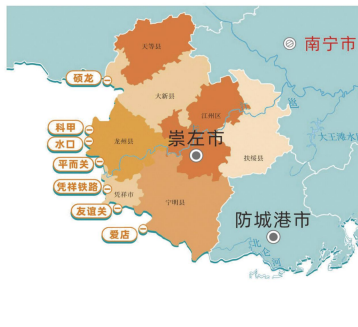 天等县
南宁市
硕龙
大新县
江州区
科甲
水口
龙州县
崇左市
平而关
扶绥县
凭祥铁路
凭祥市
宁明县
友谊关
防城港市
爱店